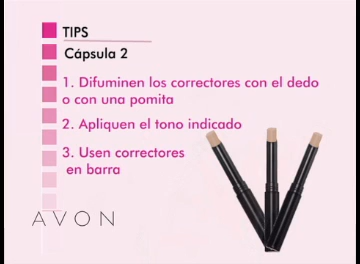 TIPS
Cápsula 2
1. Difuminen los correctores con el dedo
o con una pomita
2. Apliquen el tono indicado
3. Usen correctores
en barra
AVON